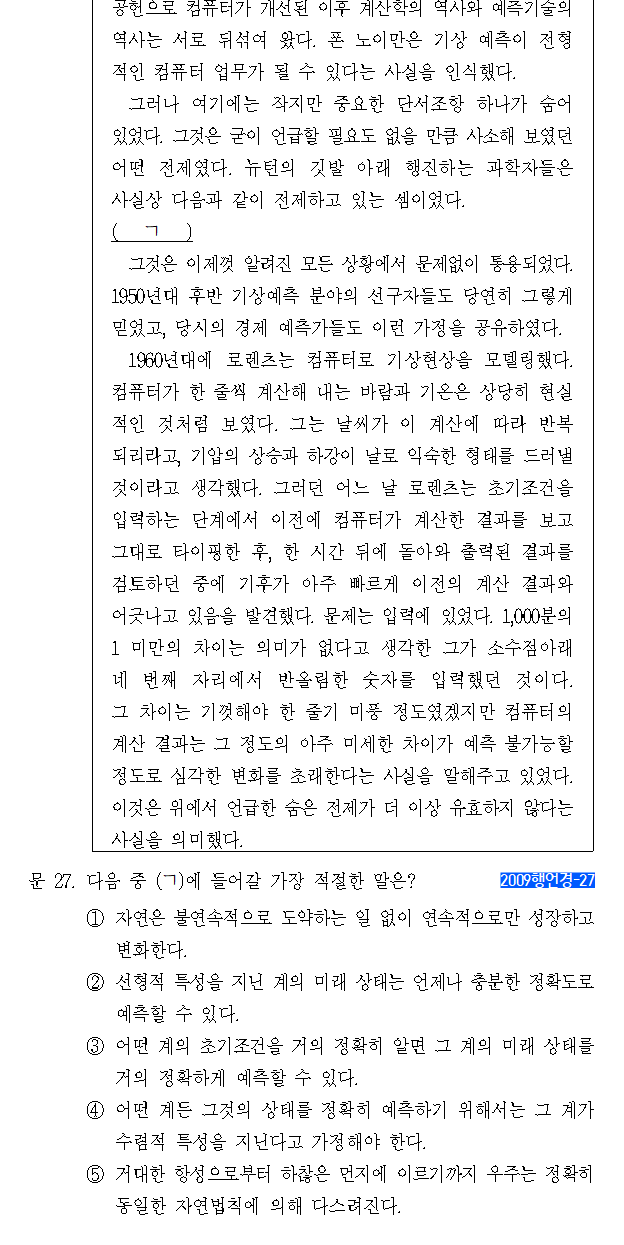 공헌으로 컴퓨터가 개선된 이후 계산학의 역사와 예측기술의
역사는 서로 뒤섞여 왔다. 폰 노이만은 기상 예측이 전형
적인 컴퓨터 업무가 될 수 있다는 사실을 인식했다.
그러나 여기에는 작지만 중요한 단서조항 하나가 숨어
있었다. 그것은 굳이 언급할 필요도 없을 만큼 사소해 보였던
어떤 전제였다. 뉴턴의 깃발 아래 행진하는 과학자들은
사실상 다음과 같이 전제하고 있는 셈이었다.
( ㄱ )
그것은 이제껏 알려진 모든 상황에서 문제없이 통용되었다.
1950년대 후반 기상예측 분야의 선구자들도 당연히 그렇게
믿었고, 당시의 경제 예측가들도 이런 가정을 공유하였다.
1960년대에 로렌츠는 컴퓨터로 기상현상을 모델링했다.
컴퓨터가 한 줄씩 계산해 내는 바람과 기온은 상당히 현실
적인 것처럼 보였다. 그는 날씨가 이 계산에 따라 반복
되리라고, 기압의 상승과 하강이 날로 익숙한 형태를 드러낼
것이라고 생각했다. 그러던 어느 날 로렌츠는 초기조건을
입력하는 단계에서 이전에 컴퓨터가 계산한 결과를 보고
그대로 타이핑한 후, 한 시간 뒤에 돌아와 출력된 결과를
검토하던 중에 기후가 아주 빠르게 이전의 계산 결과와
어긋나고 있음을 발견했다. 문제는 입력에 있었다. 1,000분의
1 미만의 차이는 의미가 없다고 생각한 그가 소수점아래
네 번째 자리에서 반올림한 숫자를 입력했던 것이다.
그 차이는 기껏해야 한 줄기 미풍 정도였겠지만 컴퓨터의
계산 결과는 그 정도의 아주 미세한 차이가 예측 불가능할
정도로 심각한 변화를 초래한다는 사실을 말해주고 있었다.
이것은 위에서 언급한 숨은 전제가 더 이상 유효하지 않다는
사실을 의미했다.
문 27. 다음 중 (ㄱ)에 들어갈 가장 적절한 말은? 2009행언경-27
① 자연은 불연속적으로 도약하는 일 없이 연속적으로만 성장하고
변화한다.
② 선형적 특성을 지닌 계의 미래 상태는 언제나 충분한 정확도로
예측할 수 있다.
③ 어떤 계의 초기조건을 거의 정확히 알면 그 계의 미래 상태를
거의 정확하게 예측할 수 있다.
④ 어떤 계든 그것의 상태를 정확히 예측하기 위해서는 그 계가
수렴적 특성을 지닌다고 가정해야 한다.
⑤ 거대한 항성으로부터 하찮은 먼지에 이르기까지 우주는 정확히
동일한 자연법칙에 의해 다스려진다.